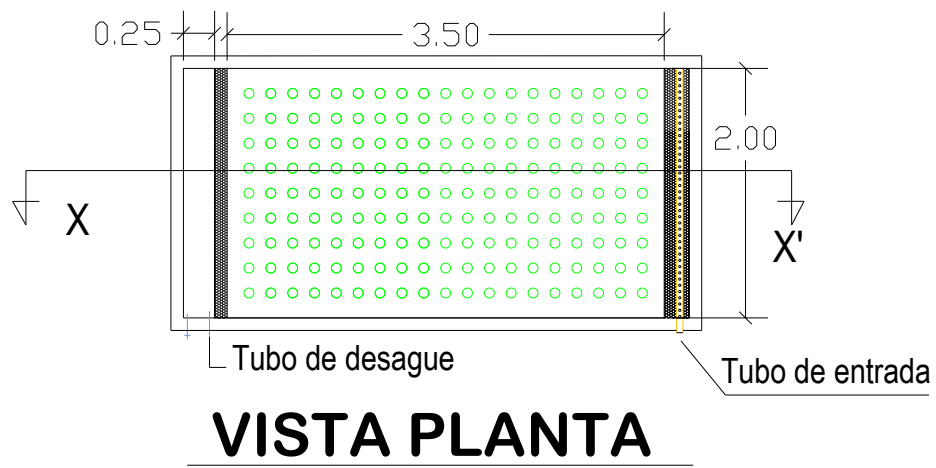 0.25
3.50
2.00
X
X'
Tubo de desague
Tubo de entrada
VISTA PLANTA